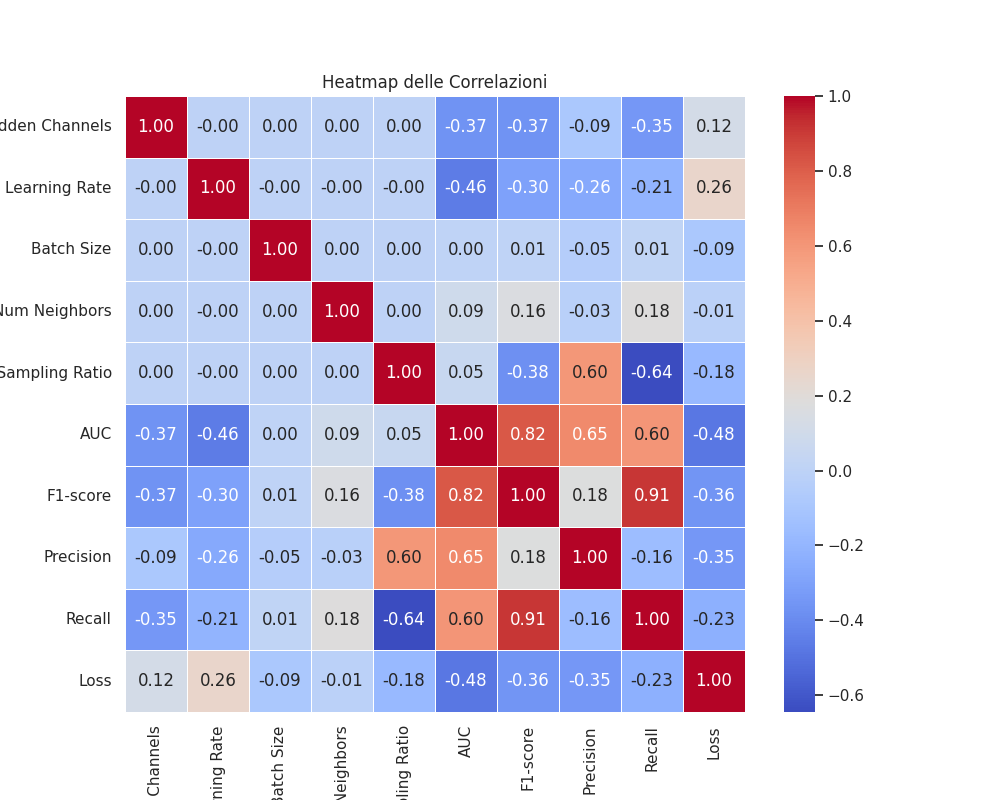 Heatmap delle Correlazioni
dden Channels 1.00 -0.00 0.00 0.00 0.00 -0.37 -0.37 -0.09 -0.35 0.12
Learning Rate -0.00 1.00 -0.00 -0.00 -0.00 -0.46 -0.30 -0.26 -0.21 0.26
Batch Size 0.00 -0.00 1.00 0.00 0.00 0.00 0.01 -0.05 0.01 -0.09
Num Neighbors 0.00 -0.00 0.00 1.00 0.00 0.09 0.16 -0.03 0.18 -0.01
Sampling Ratio 0.00 -0.00 0.00 0.00 1.00 0.05 -0.38 0.60 -0.64 -0.18
AUC -0.37 -0.46 0.00 0.09 0.05 1.00 0.82 0.65 0.60 -0.48
F1-score -0.37 -0.30 0.01 0.16 -0.38 0.82 1.00 0.18 0.91 -0.36
Precision -0.09 -0.26 -0.05 -0.03 0.60 0.65 0.18 1.00 -0.16 -0.35
Recall -0.35 -0.21 0.01 0.18 -0.64 0.60 0.91 -0.16 1.00 -0.23
Loss 0.12 0.26 -0.09 -0.01 -0.18 -0.48 -0.36 -0.35 -0.23 1.00
Channels
rning Rate
Batch Size
Neighbors
pling Ratio
AUC
F1-score
Precision
Recall
Loss
1.0
0.8
0.6
0.4
0.2
0.0
−0.2
−0.4
−0.6